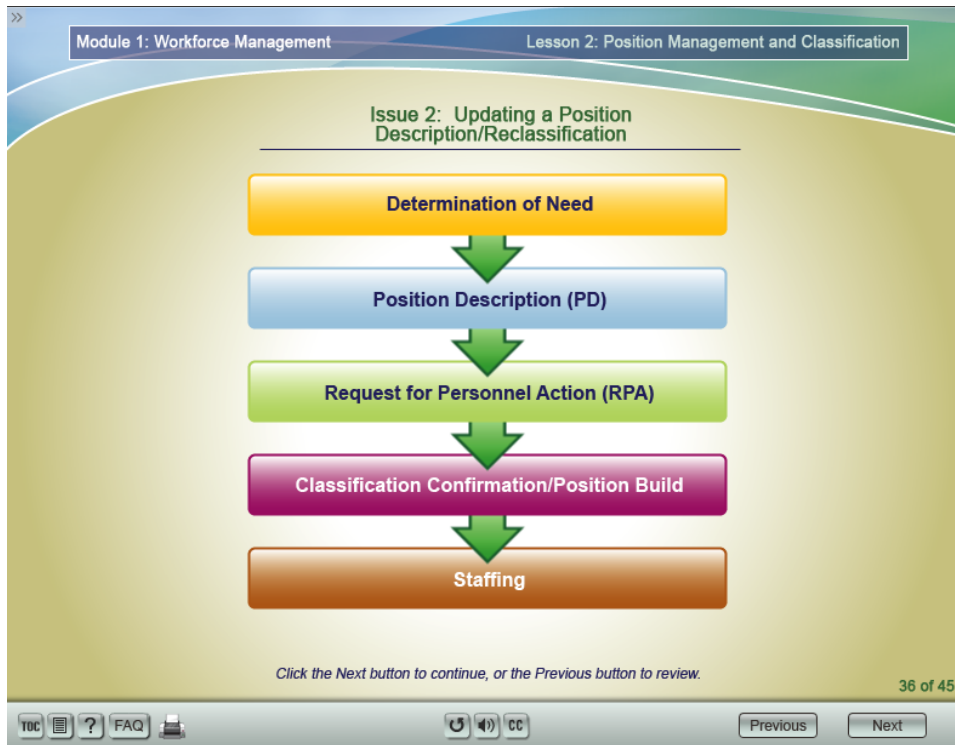 »
Module 1: Workforce Management
Lesson 2: Position Management and Classification
Issue 2: Updating a Position
Description/Reclassification
Determination of Need
Position Description (PD)
Request for Personnel Action (RPA)
Classification Confirmation/Position Build
Staffing
Click the Next button to continue, or the Previous button to review.
36 of 45
TOC
?
FAQ
CC
Previous
Next